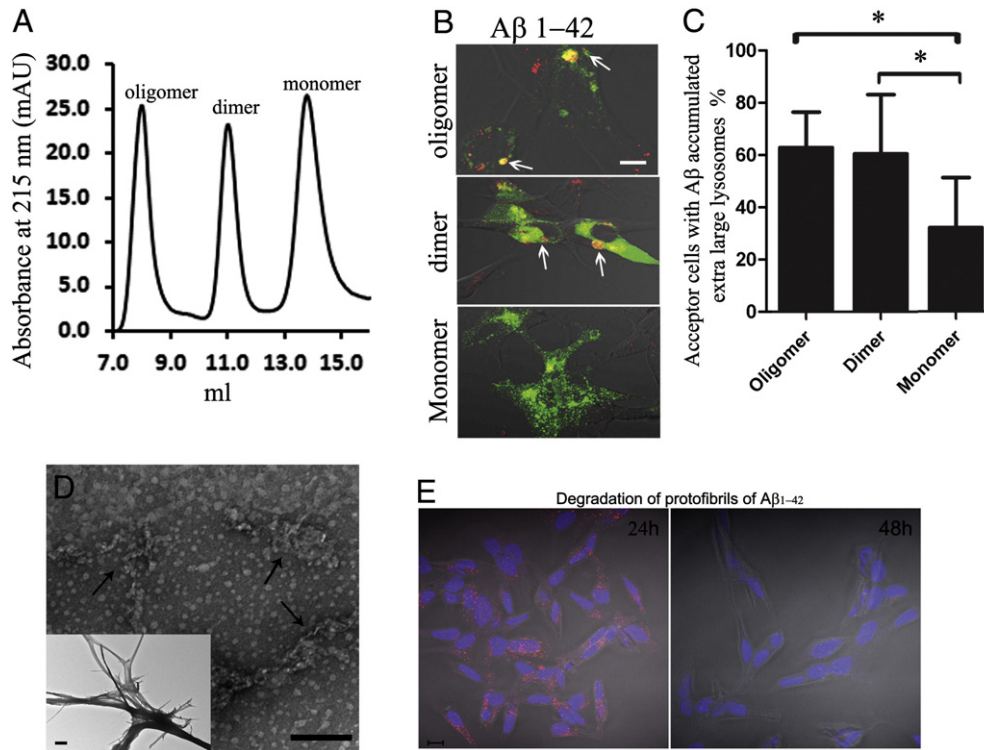 A
Absorbance at 215 nm (mAU)
30.0
25.0
20.0
15.0
10.0
5.0
0.0
oligomer
dimer
monomer
7.0 9.0 11.0 13.0 15.0
ml
B
Aβ 1–42
oligomer
dimer
Monomer
C
Acceptor cells with Aβ accumulated
extra large lysosomes %
100
80
60
40
20
0
*
*
Oligomer
Dimer
Monomer
D
E
Degradation of protofibrils of Aβ1–42
24h
48h